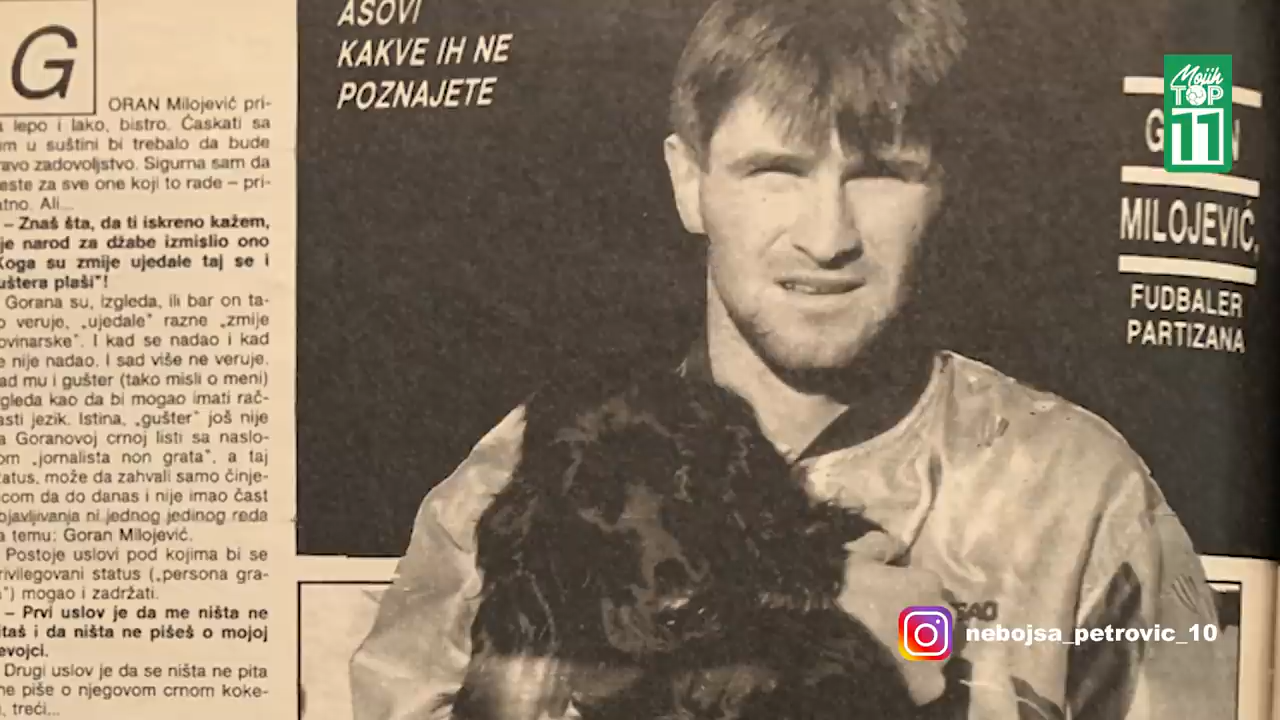 G
ORAN Milojević pri-
lepo i lako, bistro. Ćaskati sa
im u suštini bi trebalo da bude
ravo zadovoljstvo. Sigurna sam da
este za sve one koji to rade – pri-
atno. Ali...
– Znaš šta, da ti iskreno kažem,
je narod za džabe izmislio ono
Koga su zmije ujedale taj se i
uštera plaši"!
Gorana su, izgleda, ili bar on ta-
o veruje, „ujedale" razne „zmije
ovinarske". I kad se nadao i kad
e nije nadao. I sad više ne veruje.
ad mu i gušter (tako misli o meni)
gleda kao da bi mogao imati rač-
asti jezik. Istina, „gušter" još nije
a Goranovoj crnoj listi sa naslo-
om „jornalista non grata", a taj
tatus, može da zahvali samo činje-
com da do danas i nije imao čast
objavljivanja ni jednog jedinog reda
a temu: Goran Milojević.
Postoje uslovi pod kojima bi se
rivilegovani status („persona gra-
") mogao i zadržati.
– Prvi uslov je da me ništa ne
itaš i da ništa ne pišeš o mojoj
evojci.
Drugi uslov je da se ništa ne pita
ne piše o njegovom crnom koke-
, treći...
ASOVI
KAKVE IH NE
POZNAJETE
Mojih
TOP
11
G N
MILOJEVIĆ,
FUDBALER
PARTIZANA
nebojsa_petrovic_10